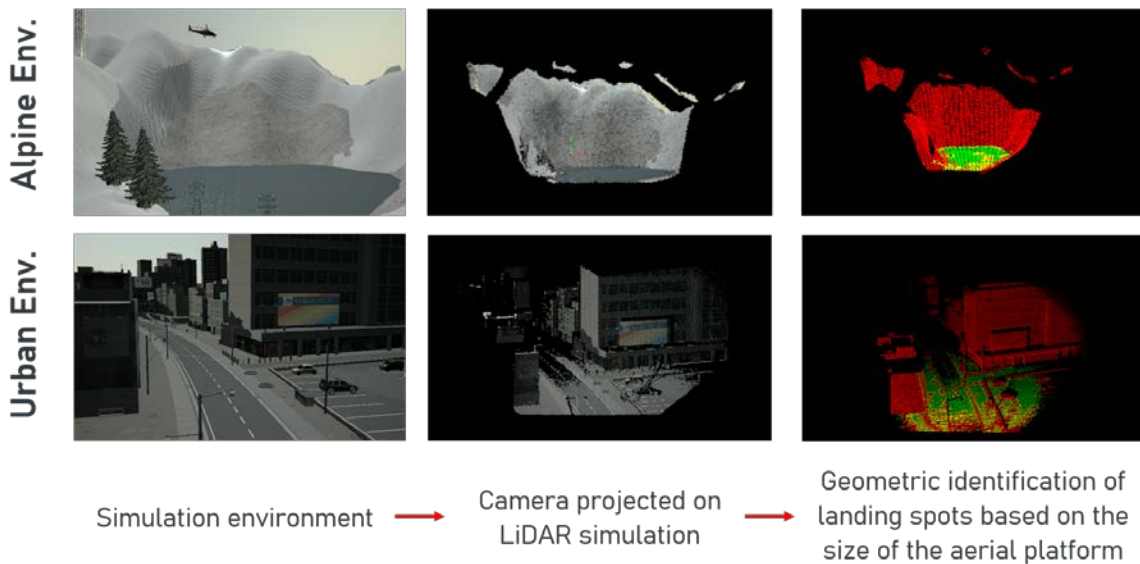 Alpine Env.
Urban Env.
Simulation environment
Camera projected on
LiDAR simulation
Geometric identification of
landing spots based on the
size of the aerial platform